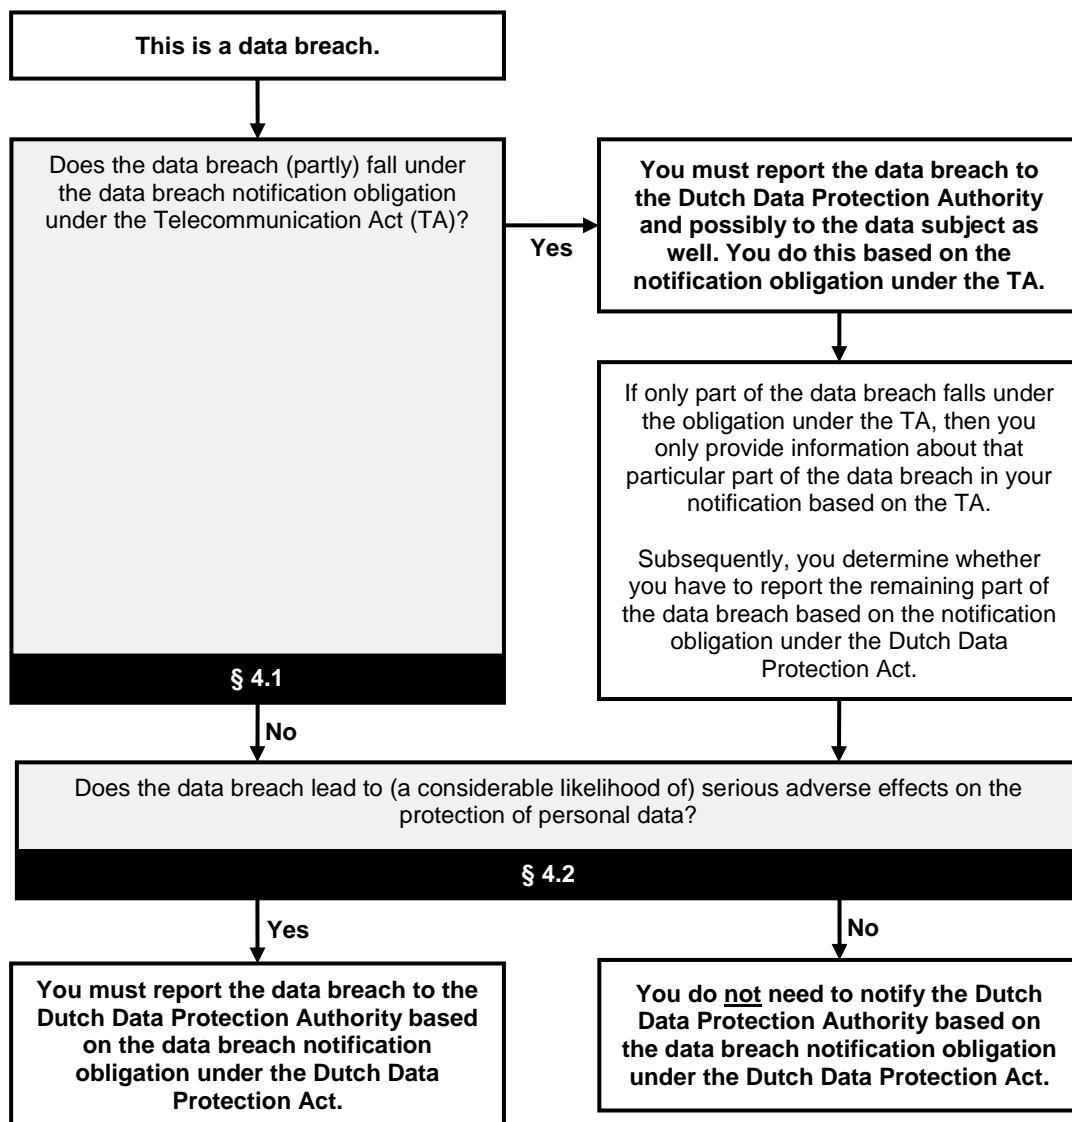 This is a data breach.
Does the data breach (partly) fall under
the data breach notification obligation
under the Telecommunication Act (TA)?
Yes
You must report the data breach to
the Dutch Data Protection Authority
and possibly to the data subject as
well. You do this based on the
notification obligation under the TA.
If only part of the data breach falls under
the obligation under the TA, then you
only provide information about that
particular part of the data breach in your
notification based on the TA.
Subsequently, you determine whether
you have to report the remaining part of
the data breach based on the notification
obligation under the Dutch Data
Protection Act.
§ 4.1
No
Does the data breach lead to (a considerable likelihood of) serious adverse effects on the
protection of personal data?
§ 4.2
Yes
No
You must report the data breach to the
Dutch Data Protection Authority based
on the data breach notification
obligation under the Dutch Data
Protection Act.
You do not need to notify the Dutch
Data Protection Authority based on
the data breach notification obligation
under the Dutch Data Protection Act.